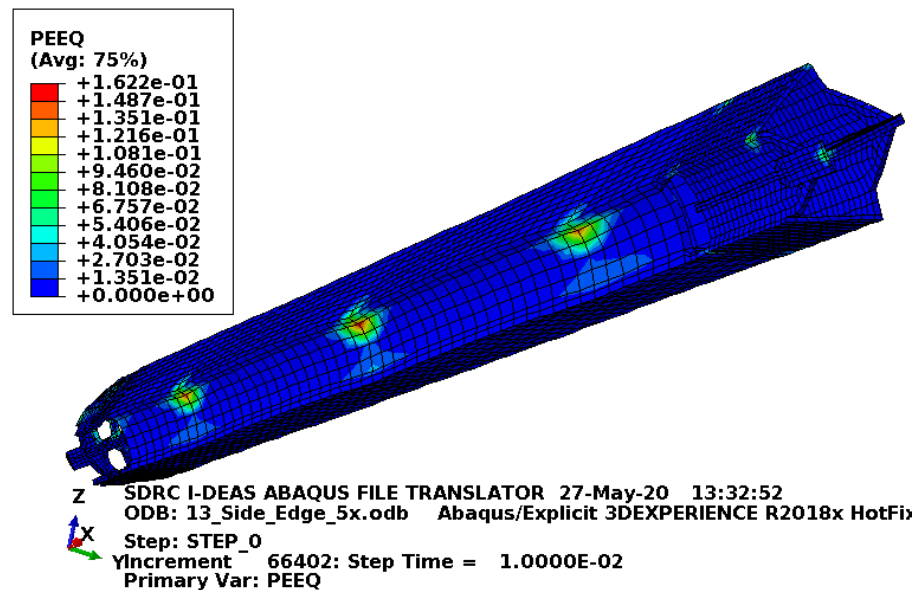 PEEQ
(Avg: 75%)
+1.622e-01
+1.487e-01
+1.351e-01
+1.216e-01
+1.081e-01
+9.460e-02
+8.108e-02
+6.757e-02
+5.406e-02
+4.054e-02
+2.703e-02
+1.351e-02
+0.000e+00
Z
X
Y
SDRC I-DEAS ABAQUS FILE TRANSLATOR 27-May-20 13:32:52
ODB: 13_Side_Edge_5x.odb Abaqus/Explicit 3DEXPERIENCE R2018x HotFix
Step: STEP_0
Increment 66402: Step Time = 1.0000E-02
Primary Var: PEEQ